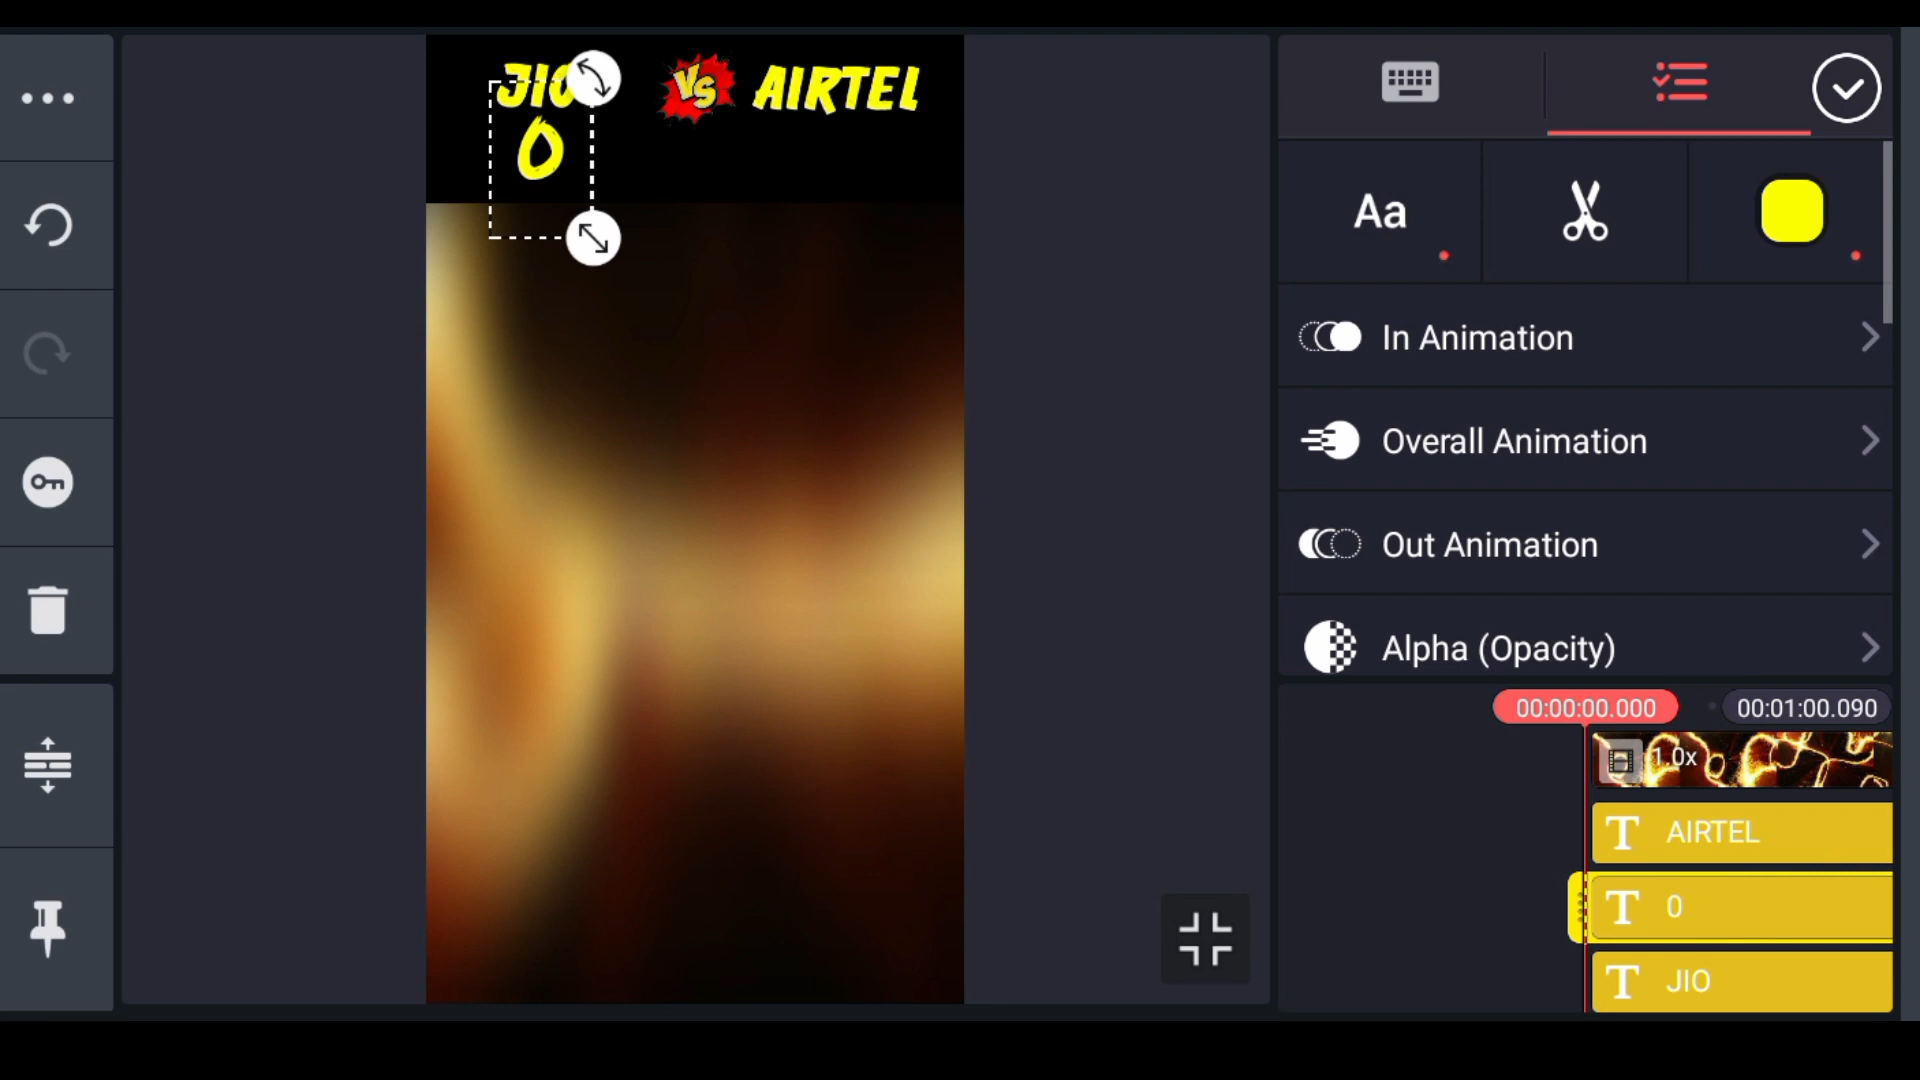 JIO VS AIRTEL
0
Aa
In Animation
Overall Animation
Out Animation
Alpha (Opacity)
00:00:00.000 00:01:00.090
1.0x
T AIRTEL
T 0
T JIO